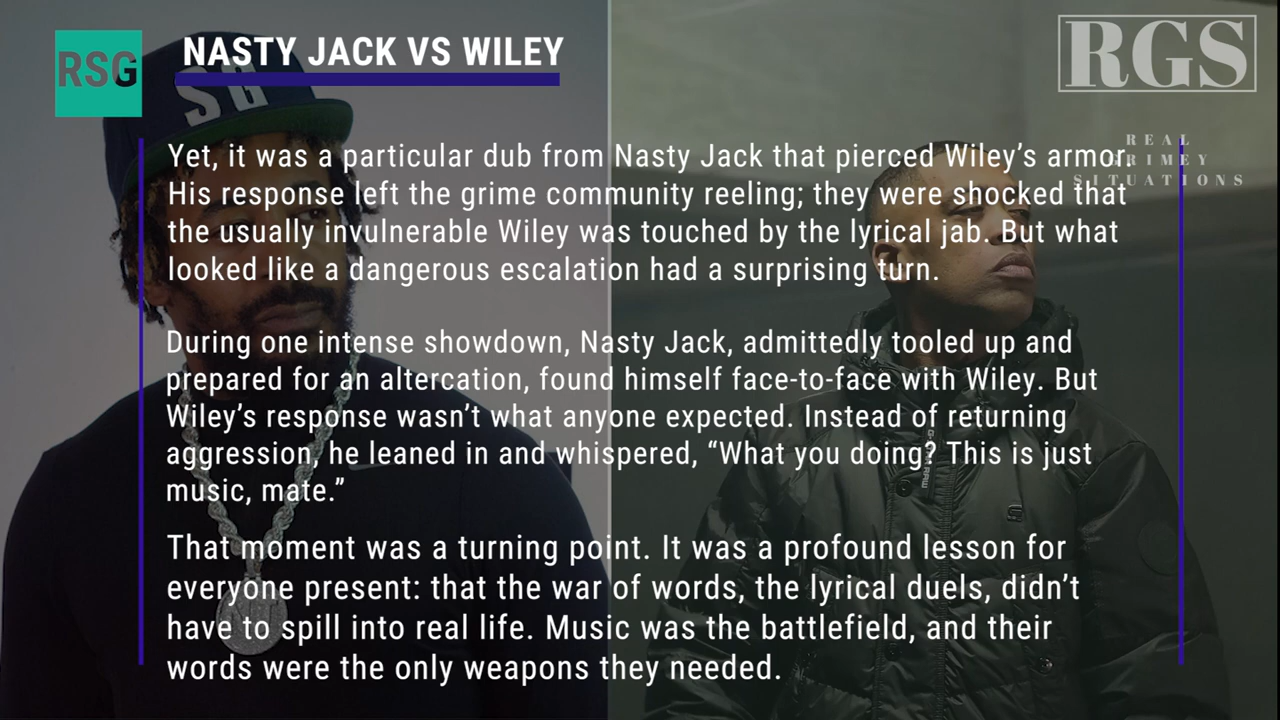 RSG
NASTY JACK VS WILEY
RGS
REAL
GRIMEY
SITUATIONS
SG
Yet, it was a particular dub from Nasty Jack that pierced Wiley’s armor.
His response left the grime community reeling; they were shocked that
the usually invulnerable Wiley was touched by the lyrical jab. But what
looked like a dangerous escalation had a surprising turn.
During one intense showdown, Nasty Jack, admittedly tooled up and
prepared for an altercation, found himself face-to-face with Wiley. But
Wiley’s response wasn’t what anyone expected. Instead of returning
aggression, he leaned in and whispered, “What you doing? This is just
music, mate.”
That moment was a turning point. It was a profound lesson for
everyone present: that the war of words, the lyrical duels, didn’t
have to spill into real life. Music was the battlefield, and their
words were the only weapons they needed.